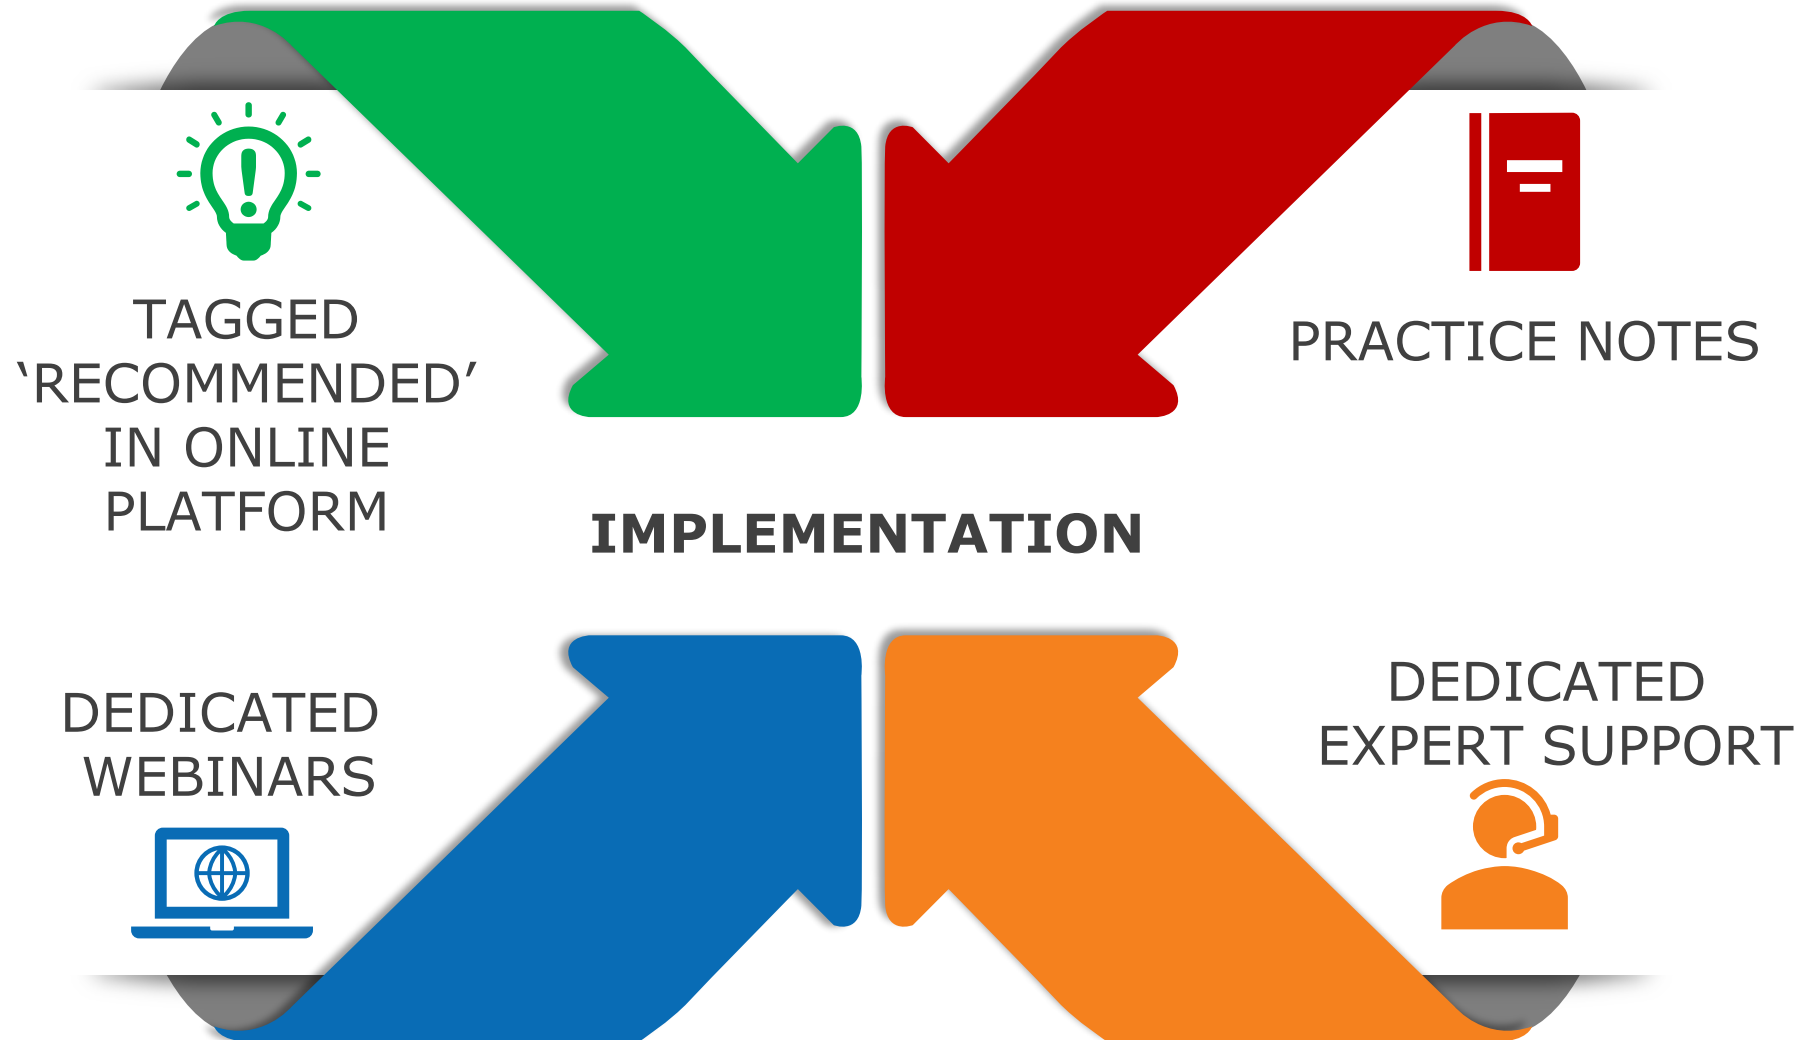 TAGGED
‘RECOMMENDED’
IN ONLINE
PLATFORM
PRACTICE NOTES
IMPLEMENTATION
DEDICATED
WEBINARS
DEDICATED
EXPERT SUPPORT